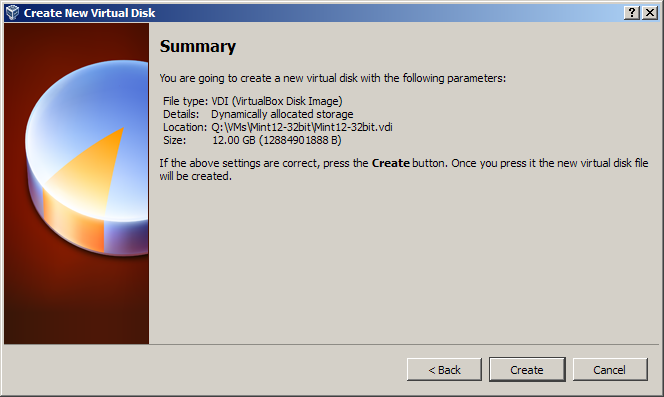 Create New Virtual Disk
Summary
You are going to create a new virtual disk with the following parameters:
File type: VDI (VirtualBox Disk Image)
Details: Dynamically allocated storage
Location: Q:\VMs\Mint12-32bit\Mint12-32bit.vdi
Size: 12.00 GB (12884901888 B)
If the above settings are correct, press the Create button. Once you press it the new virtual disk file
will be created.
< Back Create Cancel